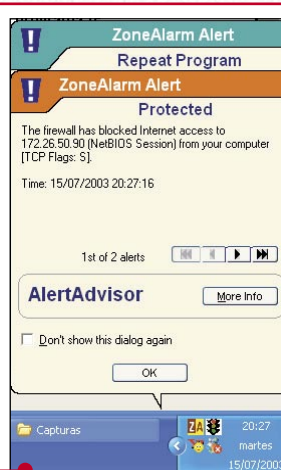 ZoneAlarm Alert
Repeat Program
ZoneAlarm Alert
Protected
The firewall has blocked Internet access to
172.26.50.90 (NetBIOS Session) from your computer
[TCP Flags: S].
Time: 15/07/2003 20:27:16
1st of 2 alerts
AlertAdvisor
More Info
Don't show this dialog again
OK
Capturas
ZA
20:27
martes
15/07/2003